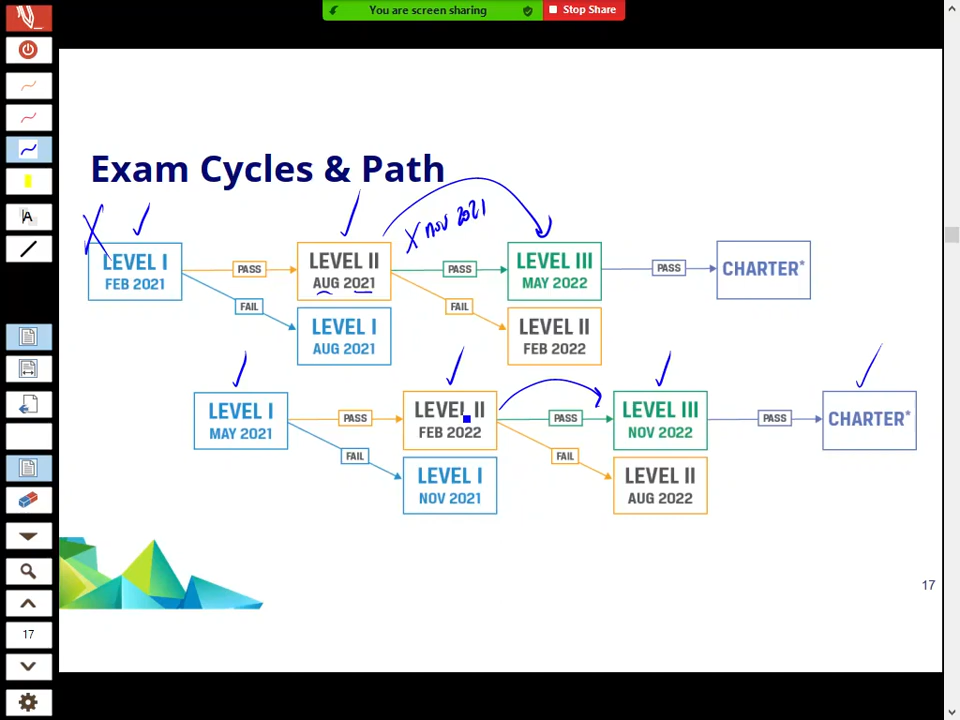 You are screen sharing
Stop Share
Exam Cycles & Path
X NOV 2021
LEVEL I
FEB 2021
PASS
FAIL
LEVEL II
AUG 2021
LEVEL I
AUG 2021
PASS
FAIL
LEVEL III
MAY 2022
LEVEL II
FEB 2022
PASS
CHARTER*
LEVEL I
MAY 2021
PASS
FAIL
LEVEL II
FEB 2022
LEVEL I
NOV 2021
PASS
FAIL
LEVEL III
NOV 2022
LEVEL II
AUG 2022
PASS
CHARTER*
17
A
17